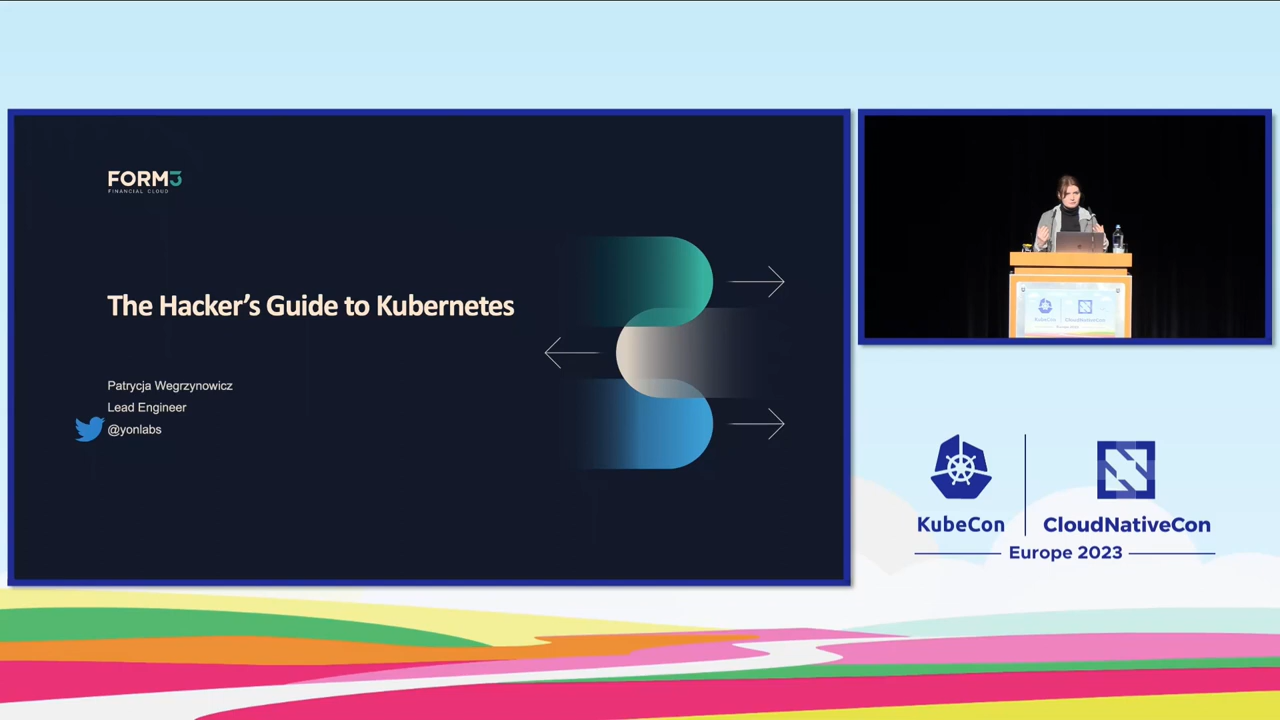 FORM3
FINANCIAL CLOUD
The Hacker's Guide to Kubernetes
Patrycja Wegrzynowicz
Lead Engineer
@yonlabs
KubeCon
CloudNativeCon
Europe 2023